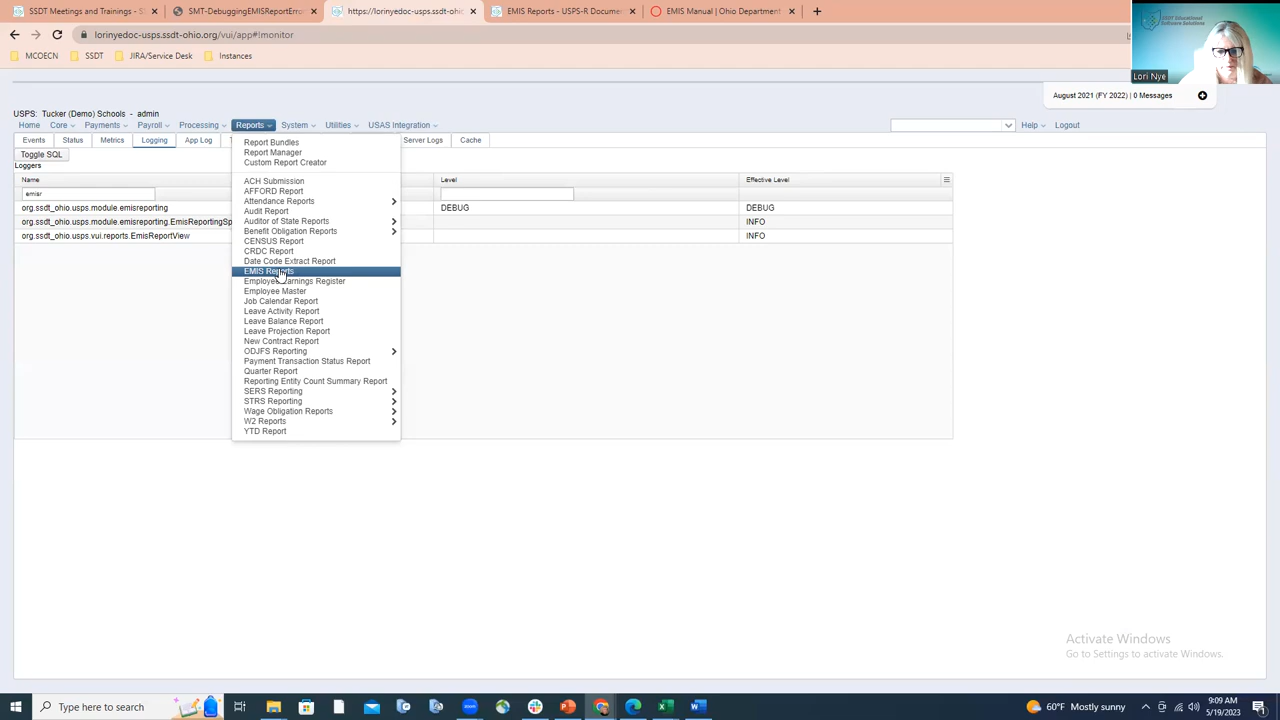 Training | SSDT
SMT-DebuggingEMISreportCreator
https://lorinyedoc-usps.ssdt-ohio
EMIS Reports - USPS-R Docume
EMIS Manual | Ohio Department
lorinyedoc-usps.ssdt-ohio.org/vui/app#!monitor
MCOECN
SSDT
JIRA/Service Desk
Instances
SSDT Educational
Software Solutions
Lori Nye
August 2021 (FY 2022) | 0 Messages
USPS: Tucker (Demo) Schools - admin
Home Core Payments Payroll Processing Reports System Utilities USAS Integration Help Logout
Events Status Metrics Logging App Log Server Logs Cache
Toggle SQL
Loggers
Name Level Effective Level
emisr
org.ssdt_ohio.usps.module.emisreporting DEBUG DEBUG
org.ssdt_ohio.usps.module.emisreporting.EmisReportingSp INFO
org.ssdt_ohio.usps.vui.reports.EmisReportView INFO
Report Bundles
Report Manager
Custom Report Creator
ACH Submission
AFFORD Report
Attendance Reports
Audit Report
Auditor of State Reports
Benefit Obligation Reports
CENSUS Report
CRDC Report
Date Code Extract Report
EMIS Reports
Employee Earnings Register
Employee Master
Job Calendar Report
Leave Activity Report
Leave Balance Report
Leave Projection Report
New Contract Report
ODJFS Reporting
Payment Transaction Status Report
Quarter Report
Reporting Entity Count Summary Report
SERS Reporting
STRS Reporting
Wage Obligation Reports
W2 Reports
YTD Report
Activate Windows
Go to Settings to activate Windows.
Type here to search
60°F Mostly sunny
9:09 AM
5/19/2023